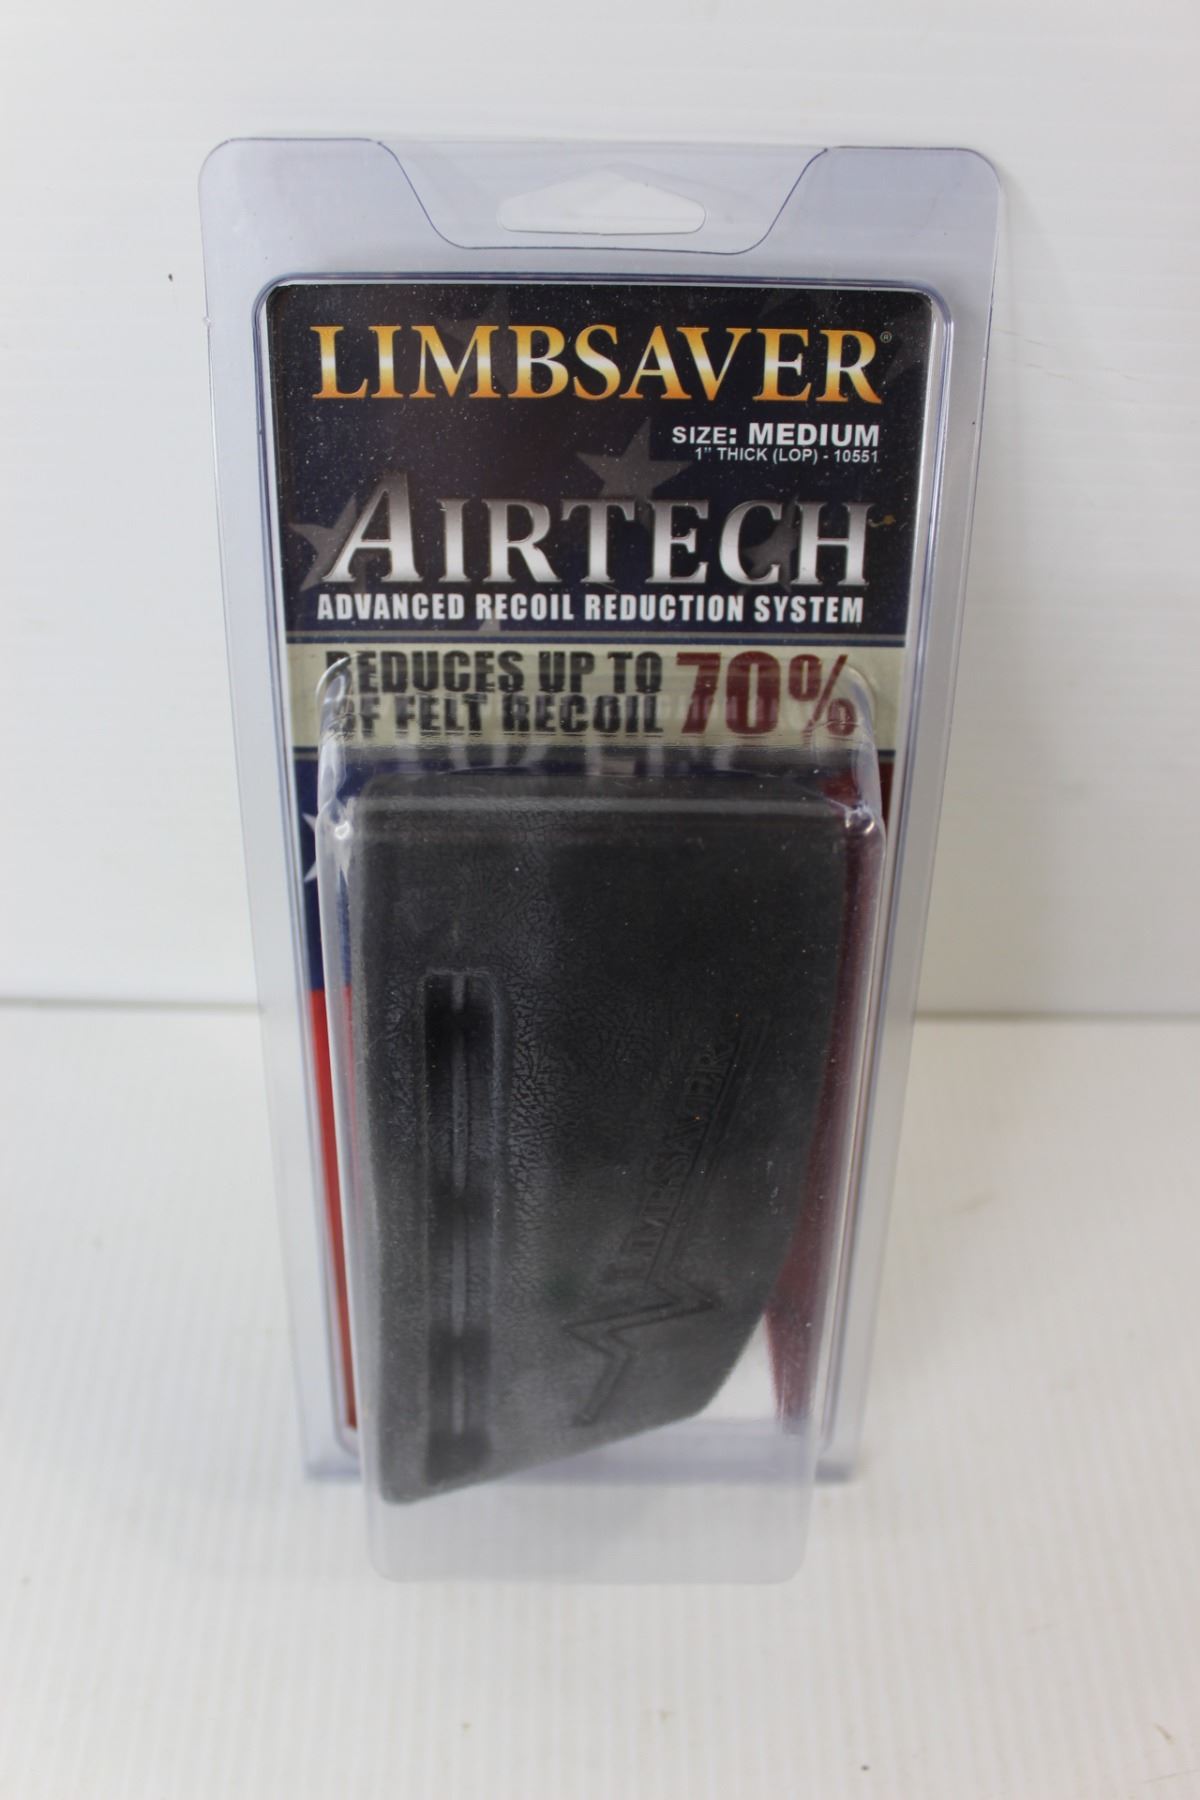 LIMBSAVER®
SIZE: MEDIUM
1" THICK (LOP) - 10551
AIRTECH
ADVANCED RECOIL REDUCTION SYSTEM
REDUCES UP TO 70%
OF FELT RECOIL
LIMBSAVER